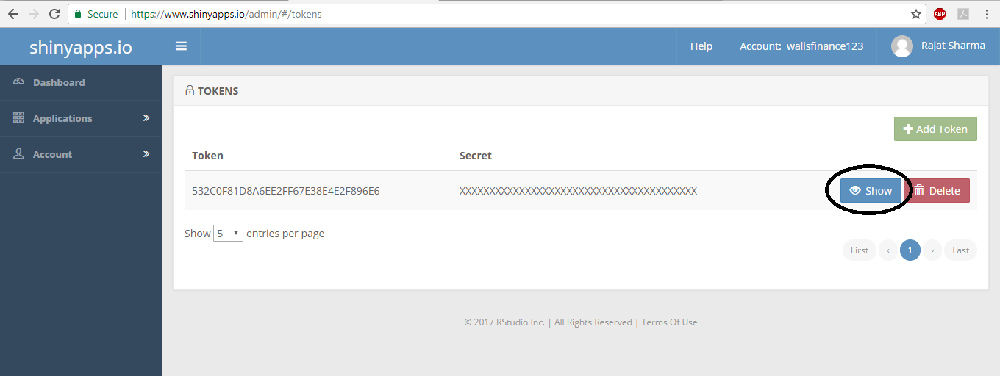 Secure | https://www.shinyapps.io/admin/#/tokens
ABP
shinyapps.io
Help
Account: wallsfinance123
Rajat Sharma
Dashboard
Applications
Account
TOKENS
Add Token
Token Secret
532C0F81D8A6EE2FF67E38E4E2F896E6 XXXXXXXXXXXXXXXXXXXXXXXXXXXXXXXXXXXXXXXX Show Delete
Show 5 entries per page
First ‹ 1 › Last
© 2017 RStudio Inc. | All Rights Reserved | Terms Of Use